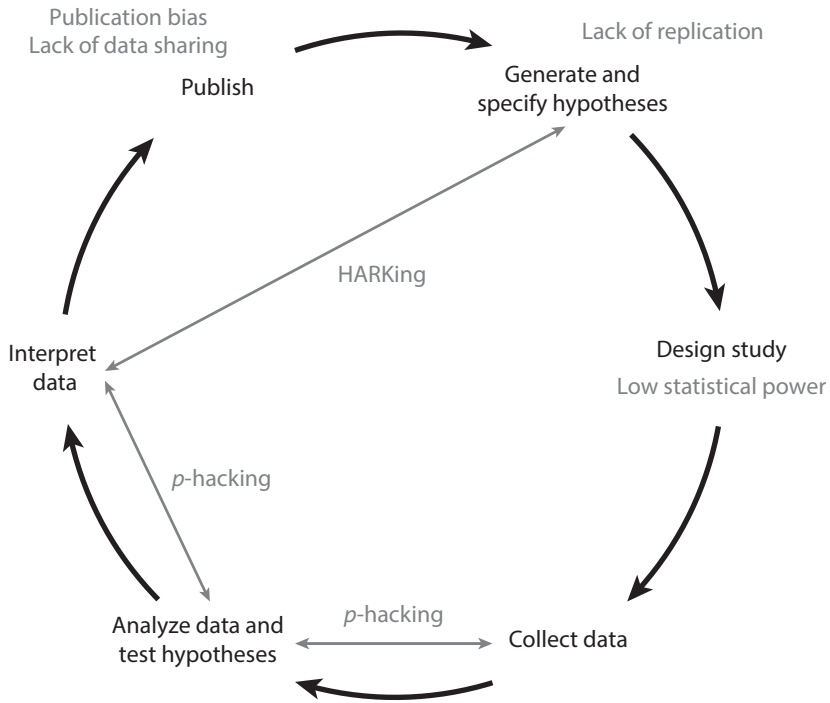 Publication bias
Lack of data sharing
Publish
Lack of replication
Generate and
specify hypotheses
HARKing
Interpret
data
Design study
Low statistical power
p-hacking
Analyze data and
test hypotheses
p-hacking
Collect data